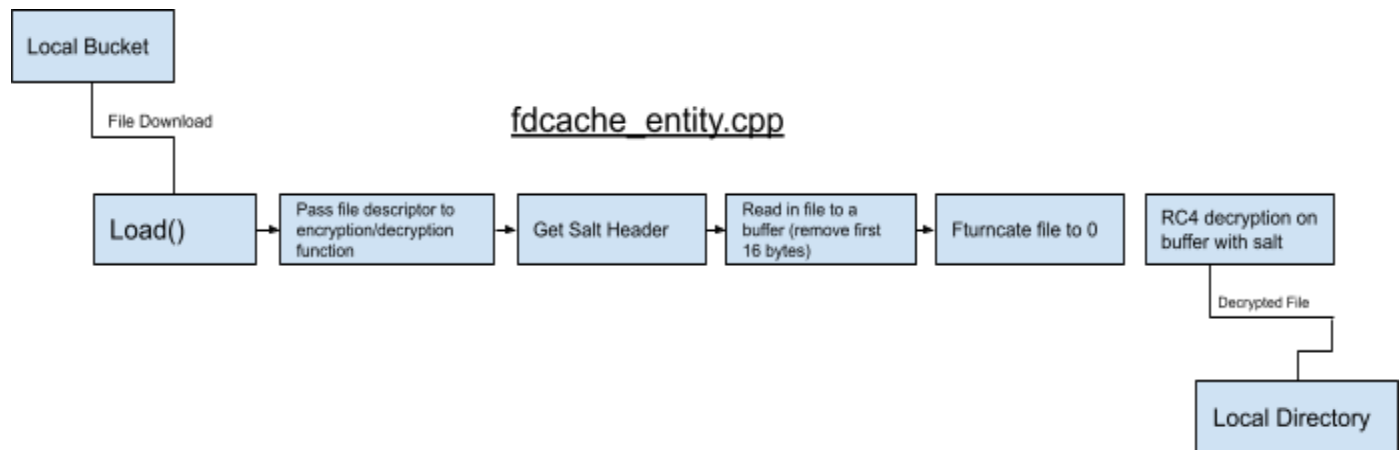 Local Bucket
File Download
fdcache_entity.cpp
Load()
Pass file descriptor to
encryption/decryption
function
Get Salt Header
Read in file to a
buffer (remove first
16 bytes)
Fturncate file to 0
RC4 decryption on
buffer with salt
Decrypted File
Local Directory